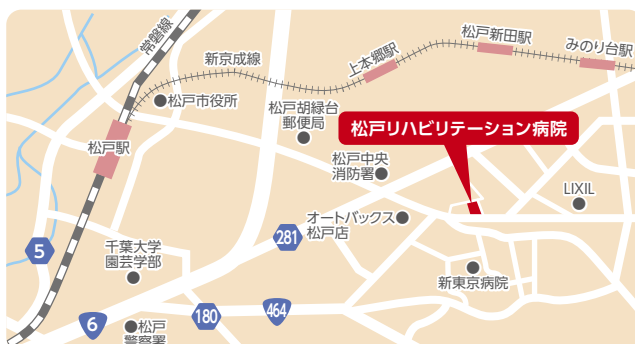 常磐線
新京成線
上本郷駅
松戸新田駅
みのり台駅
松戸市役所
松戸胡録台
郵便局
松戸リハビリテーション病院
松戸駅
松戸中央
消防署
LIXIL
オートバックス
松戸店
281
5
千葉大学
園芸学部
新東京病院
6
180
464
松戸
警察署